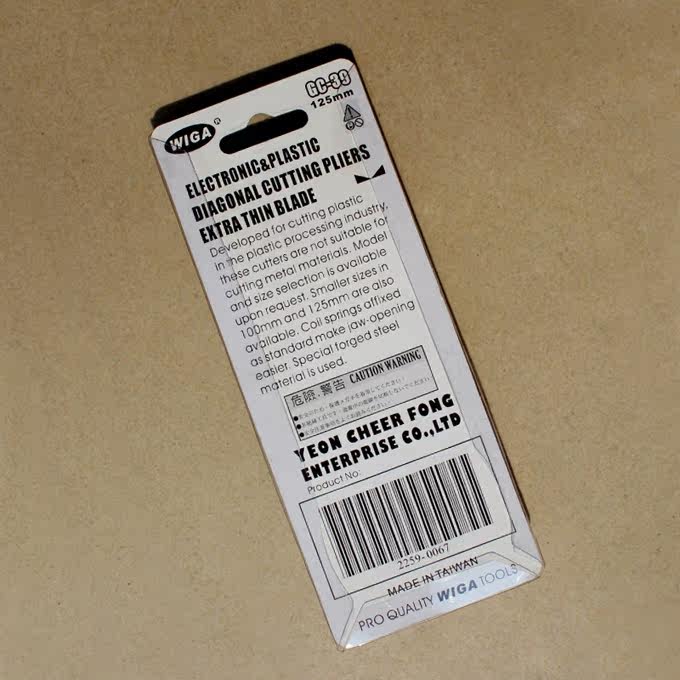 GC-39
125mm
WIGA®
ELECTRONIC&PLASTIC
DIAGONAL CUTTING PLIERS
EXTRA THIN BLADE
Developed for cutting plastic
in the plastic processing industry,
these cutters are not suitable for
cutting metal materials. Model
and size selection is available
upon request. Smaller sizes in
100mm and 125mm are also
available. Coil springs affixed
as standard make jaw-opening
easier. Special forged steel
material is used.
危險.警告 CAUTION WARNING
YEON CHEER FONG
ENTERPRISE CO.,LTD
Product No:
2259-0067
MADE IN TAIWAN
PRO QUALITY WIGA TOOLS